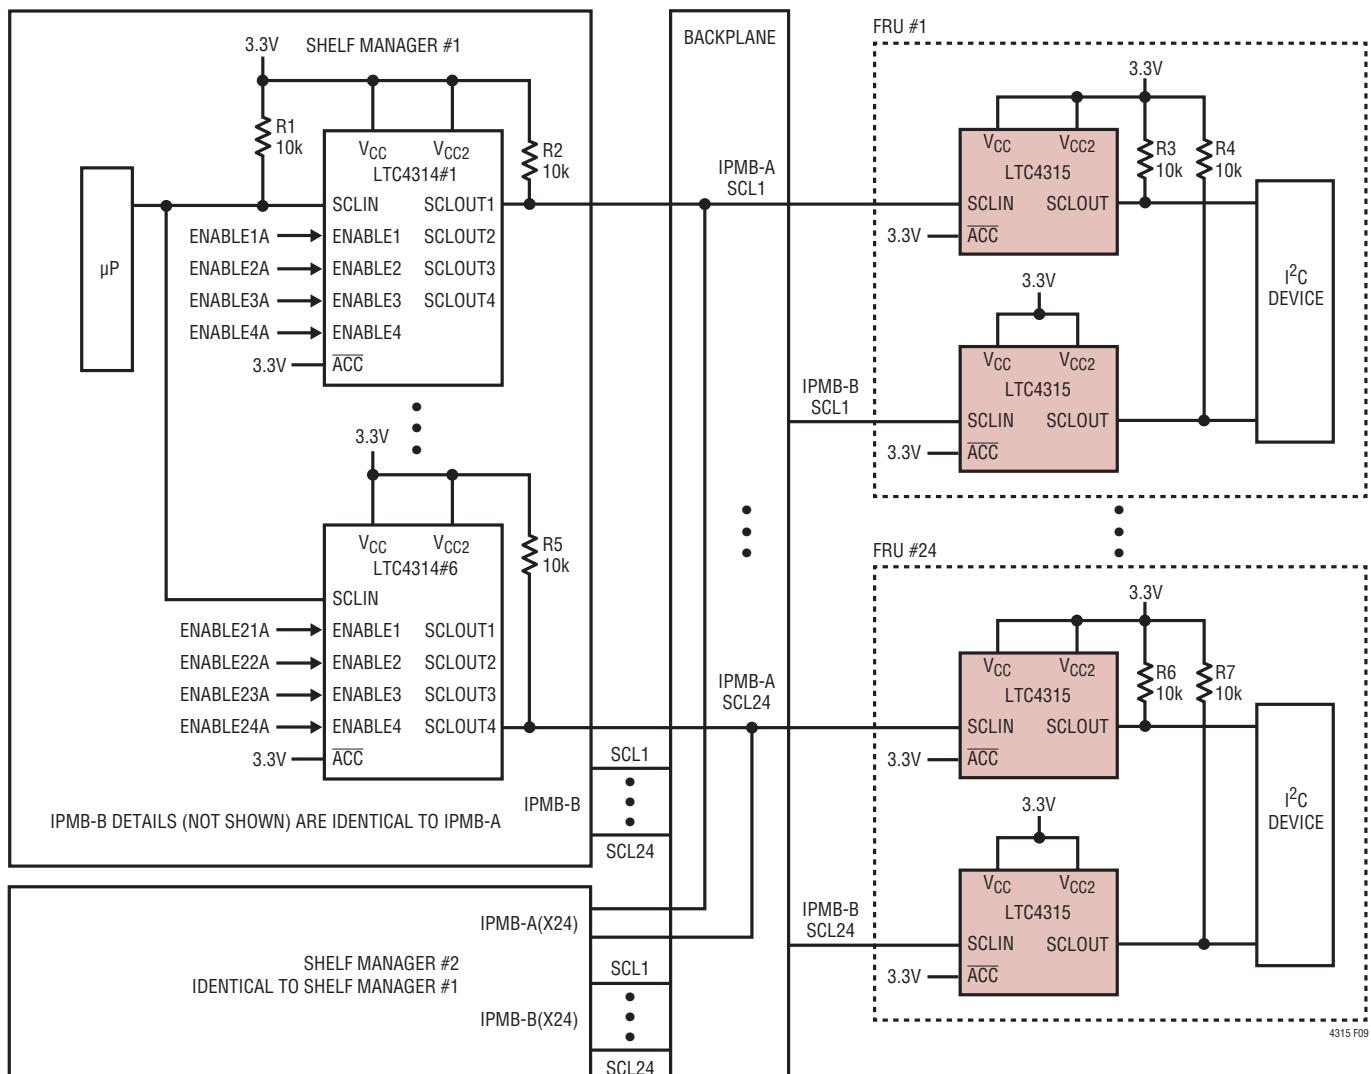 3.3V
SHELF MANAGER #1
R1
10k
VCC
VCC2
LTC4314#1
R2
10k
µP
SCLIN
SCLOUT1
ENABLE1A
ENABLE1
SCLOUT2
ENABLE2A
ENABLE2
SCLOUT3
ENABLE3A
ENABLE3
SCLOUT4
ENABLE4A
ENABLE4
3.3V
ACC
3.3V
VCC
VCC2
LTC4314#6
R5
10k
SCLIN
ENABLE21A
ENABLE1
SCLOUT1
ENABLE22A
ENABLE2
SCLOUT2
ENABLE23A
ENABLE3
SCLOUT3
ENABLE24A
ENABLE4
SCLOUT4
3.3V
ACC
IPMB-B
IPMB-B DETAILS (NOT SHOWN) ARE IDENTICAL TO IPMB-A
SCL1
SCL24
IPMB-A(X24)
SHELF MANAGER #2
IDENTICAL TO SHELF MANAGER #1
IPMB-B(X24)
SCL1
SCL24
BACKPLANE
IPMB-A
SCL1
IPMB-B
SCL1
IPMB-A
SCL24
IPMB-B
SCL24
FRU #1
3.3V
VCC
VCC2
LTC4315
R3
10k
R4
10k
SCLIN
SCLOUT
3.3V
ACC
I2C
DEVICE
3.3V
VCC
VCC2
LTC4315
SCLIN
SCLOUT
3.3V
ACC
FRU #24
3.3V
VCC
VCC2
LTC4315
R6
10k
R7
10k
SCLIN
SCLOUT
3.3V
ACC
I2C
DEVICE
3.3V
VCC
VCC2
LTC4315
SCLIN
SCLOUT
3.3V
ACC
4315 F09